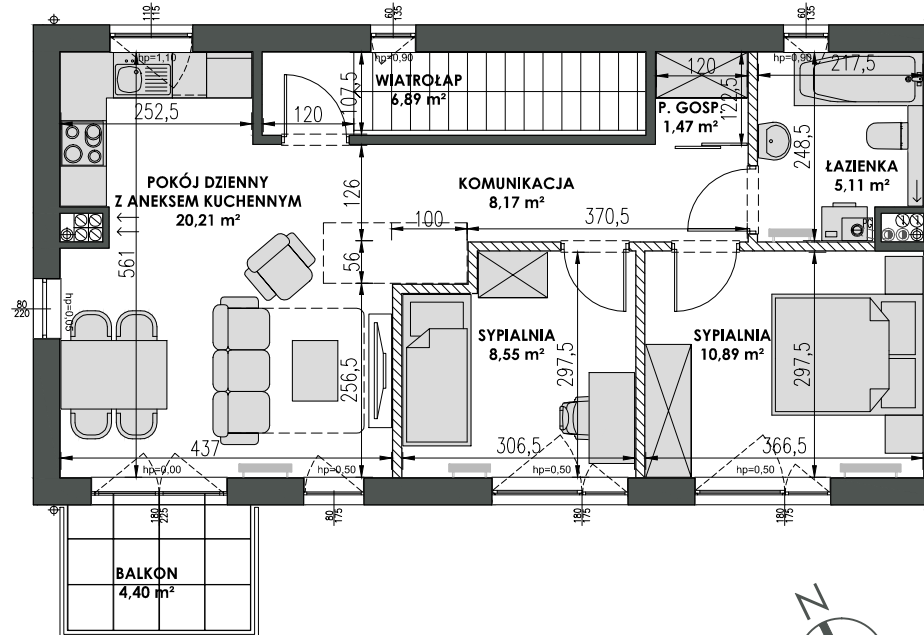 110
115
60
135
60
135
hp=1,10
hp=0,90
hp=0,90
WIATROŁAP
6,89 m²
107,5
120
120
122,5
P. GOSP.
1,47 m²
217,5
252,5
248,5
ŁAZIENKA
5,11 m²
POKÓJ DZIENNY
Z ANEKSEM KUCHENNYM
20,21 m²
126
KOMUNIKACJA
8,17 m²
100
370,5
561
56
80
220
hp=0,05
SYPIALNIA
8,55 m²
SYPIALNIA
10,89 m²
256,5
297,5
297,5
437
306,5
366,5
hp=0,00
hp=0,50
hp=0,50
hp=0,50
180
225
80
175
180
175
180
175
BALKON
4,40 m²
N